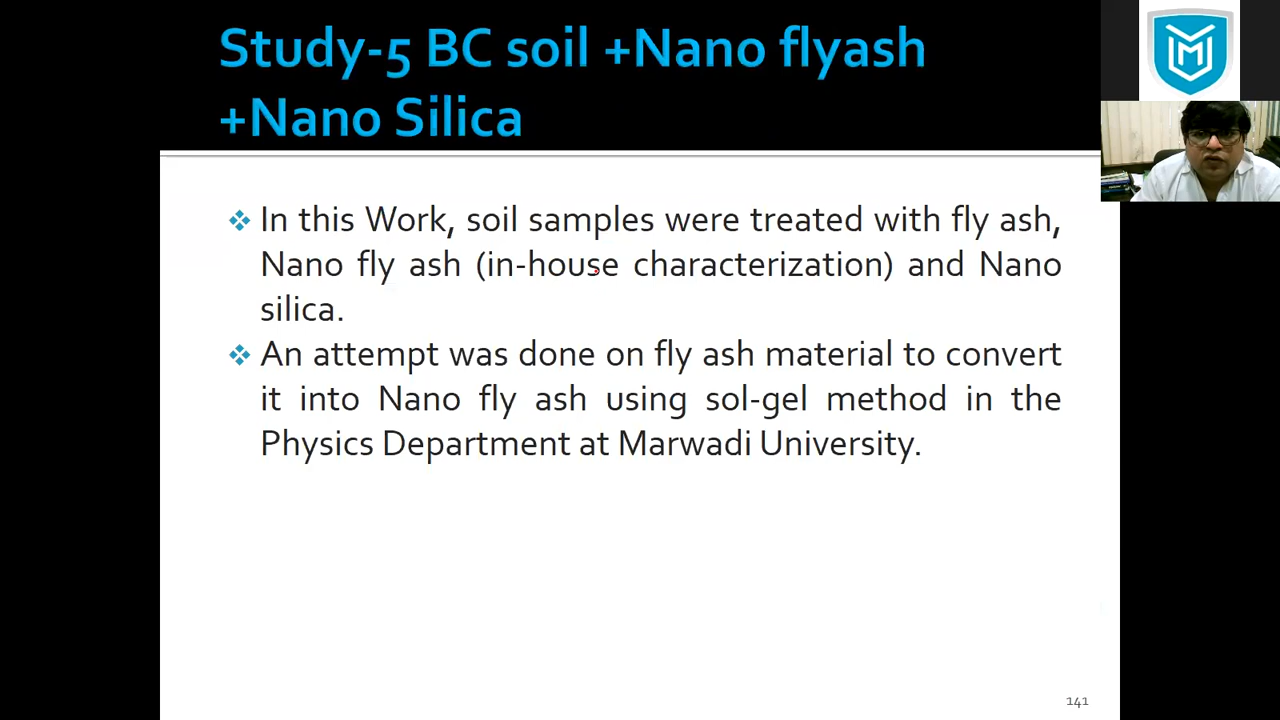 Study-5 BC soil +Nano flyash
+Nano Silica
❖ In this Work, soil samples were treated with fly ash,
Nano fly ash (in-house characterization) and Nano
silica.
❖ An attempt was done on fly ash material to convert
it into Nano fly ash using sol-gel method in the
Physics Department at Marwadi University.
141